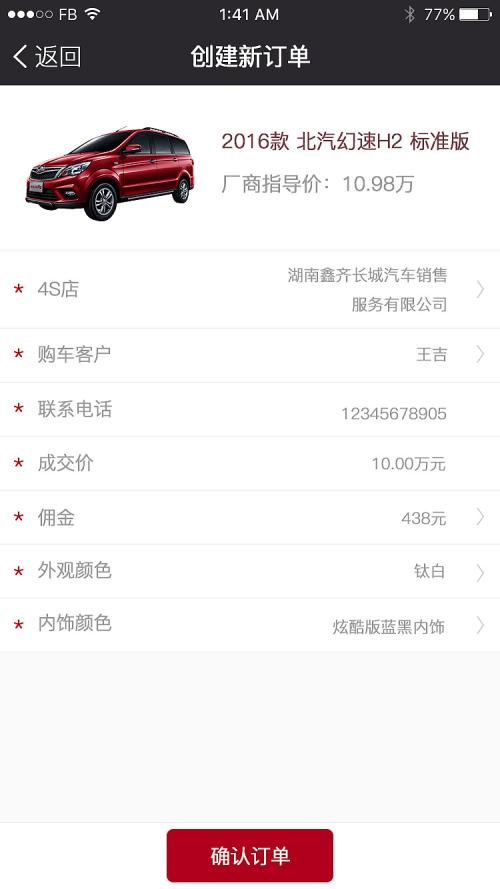 FB 1:41 AM 77%
返回 创建新订单
2016款 北汽幻速H2 标准版
厂商指导价：10.98万
* 4S店 湖南鑫齐长城汽车销售
服务有限公司
* 购车客户 王吉
* 联系电话 12345678905
* 成交价 10.00万元
* 佣金 438元
* 外观颜色 钛白
* 内饰颜色 炫酷版蓝黑内饰
确认订单